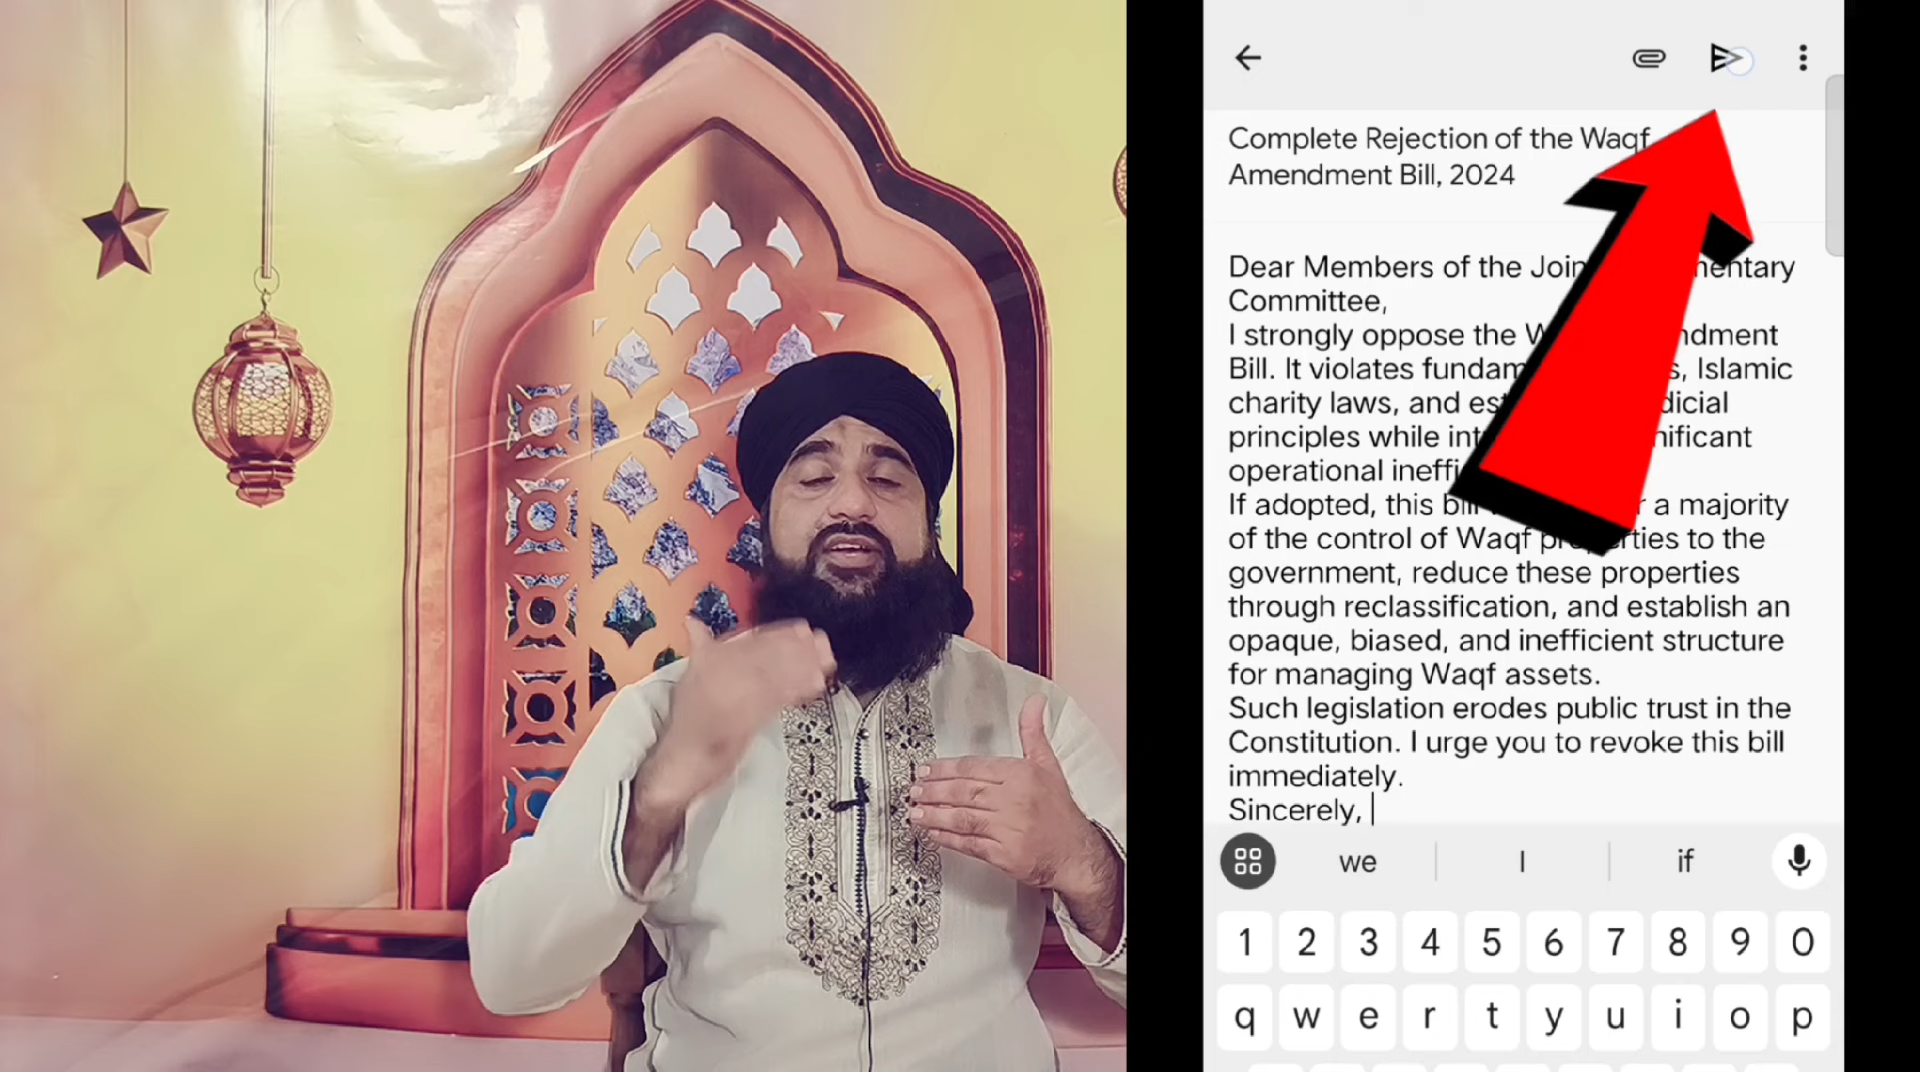 Complete Rejection of the Waqf
Amendment Bill, 2024
Dear Members of the
Committee,
I strongly oppose the
Bill. It violates Islamic
charity laws, and
principles while
operational
If adopted, this bill a majority
of the control of Waqf to the
government, reduce these properties
through reclassification, and establish an
opaque, biased, and inefficient structure
for managing Waqf assets.
Such legislation erodes public trust in the
Constitution. I urge you to revoke this bill
immediately.
Sincerely,
we I if
1 2 3 4 5 6 7 8 9 0
q w e r t y u i o p